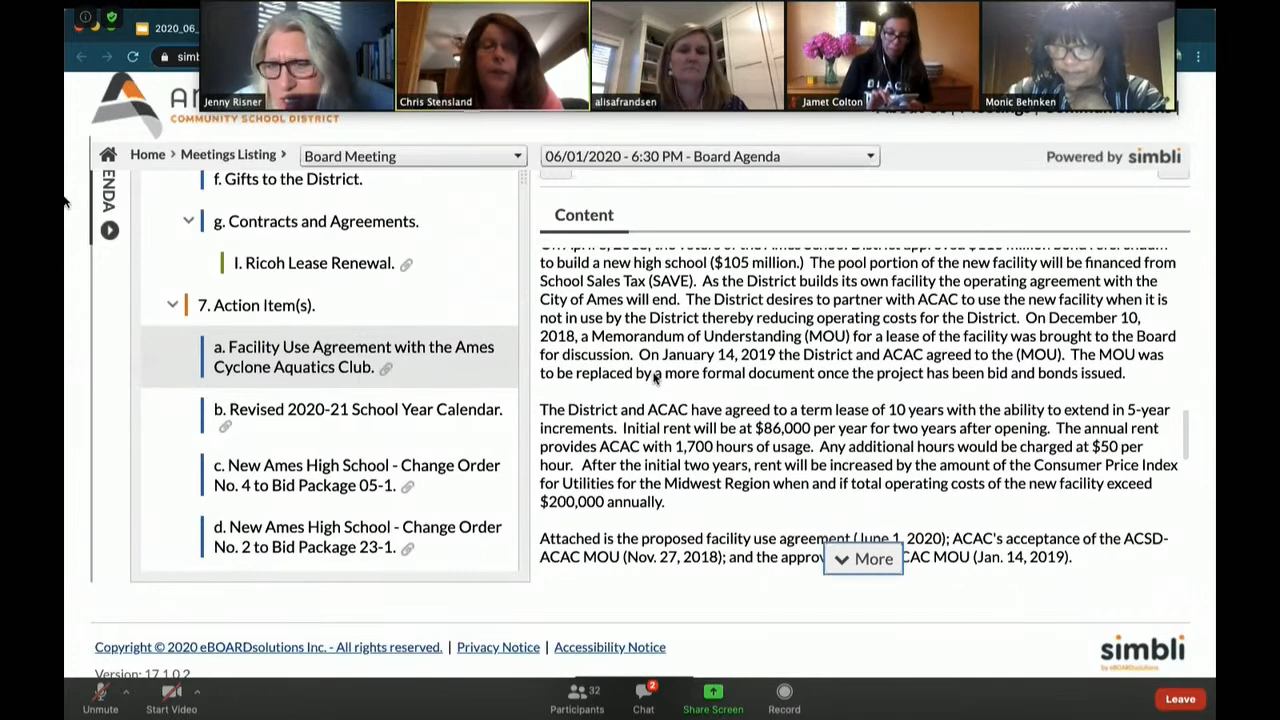 2020_06_
simb
Jenny Risner
Chris Stensland
alisafrandsen
Jamet Colton
Monic Behnken
BLACK
COMMUNITY SCHOOL DISTRICT
Home > Meetings Listing >
Board Meeting
06/01/2020 - 6:30 PM - Board Agenda
Powered by simbli
ENDA
f. Gifts to the District.
g. Contracts and Agreements.
I. Ricoh Lease Renewal.
7. Action Item(s).
a. Facility Use Agreement with the Ames
Cyclone Aquatics Club.
b. Revised 2020-21 School Year Calendar.
c. New Ames High School - Change Order
No. 4 to Bid Package 05-1.
d. New Ames High School - Change Order
No. 2 to Bid Package 23-1.
Content
to build a new high school ($105 million.) The pool portion of the new facility will be financed from
School Sales Tax (SAVE). As the District builds its own facility the operating agreement with the
City of Ames will end. The District desires to partner with ACAC to use the new facility when it is
not in use by the District thereby reducing operating costs for the District. On December 10,
2018, a Memorandum of Understanding (MOU) for a lease of the facility was brought to the Board
for discussion. On January 14, 2019 the District and ACAC agreed to the (MOU). The MOU was
to be replaced by a more formal document once the project has been bid and bonds issued.
The District and ACAC have agreed to a term lease of 10 years with the ability to extend in 5-year
increments. Initial rent will be at $86,000 per year for two years after opening. The annual rent
provides ACAC with 1,700 hours of usage. Any additional hours would be charged at $50 per
hour. After the initial two years, rent will be increased by the amount of the Consumer Price Index
for Utilities for the Midwest Region when and if total operating costs of the new facility exceed
$200,000 annually.
Attached is the proposed facility use agreement (June 1, 2020); ACAC's acceptance of the ACSD-
ACAC MOU (Nov. 27, 2018); and the approv CAC MOU (Jan. 14, 2019).
More
Copyright © 2020 eBOARDsolutions Inc. - All rights reserved. | Privacy Notice | Accessibility Notice
simbli
by eBOARDsolutions
Version: 17.1.0.2
Unmute
Start Video
32
Participants
2
Chat
Share Screen
Record
Leave